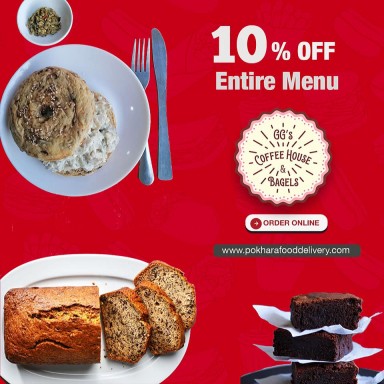 10% OFF
Entire Menu
GG's
COFFEE HOUSE
&
BAGELS
ORDER ONLINE
www.pokharafooddelivery.com